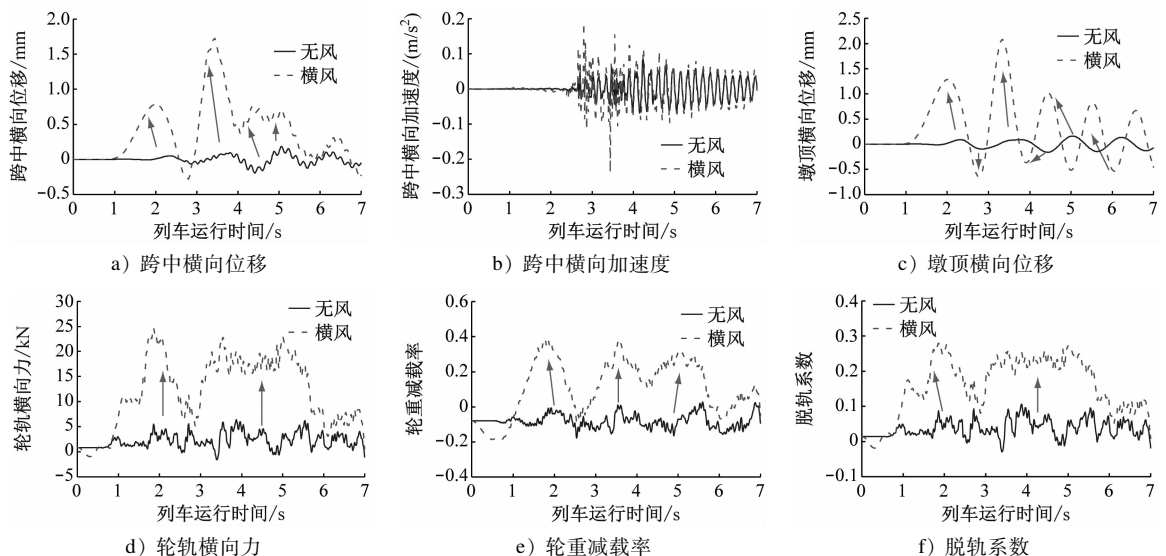 2.0
1.5
1.0
0.5
0
-0.5
跨中横向位移/mm
无风
横风
0 1 2 3 4 5 6 7
列车运行时间/s
a）跨中横向位移
0.2
0.1
0
-0.1
-0.2
-0.3
跨中横向加速度/(m/s²)
无风
横风
0 1 2 3 4 5 6 7
列车运行时间/s
b）跨中横向加速度
2.5
2.0
1.5
1.0
0.5
0
-0.5
-1.0
墩顶横向位移/mm
无风
横风
0 1 2 3 4 5 6 7
列车运行时间/s
c）墩顶横向位移
30
25
20
15
10
5
0
-5
轮轨横向力/kN
无风
横风
0 1 2 3 4 5 6 7
列车运行时间/s
d）轮轨横向力
0.6
0.4
0.2
0
-0.2
-0.4
轮重减载率
无风
横风
0 1 2 3 4 5 6 7
列车运行时间/s
e）轮重减载率
0.4
0.3
0.2
0.1
0
-0.1
脱轨系数
无风
横风
0 1 2 3 4 5 6 7
列车运行时间/s
f）脱轨系数